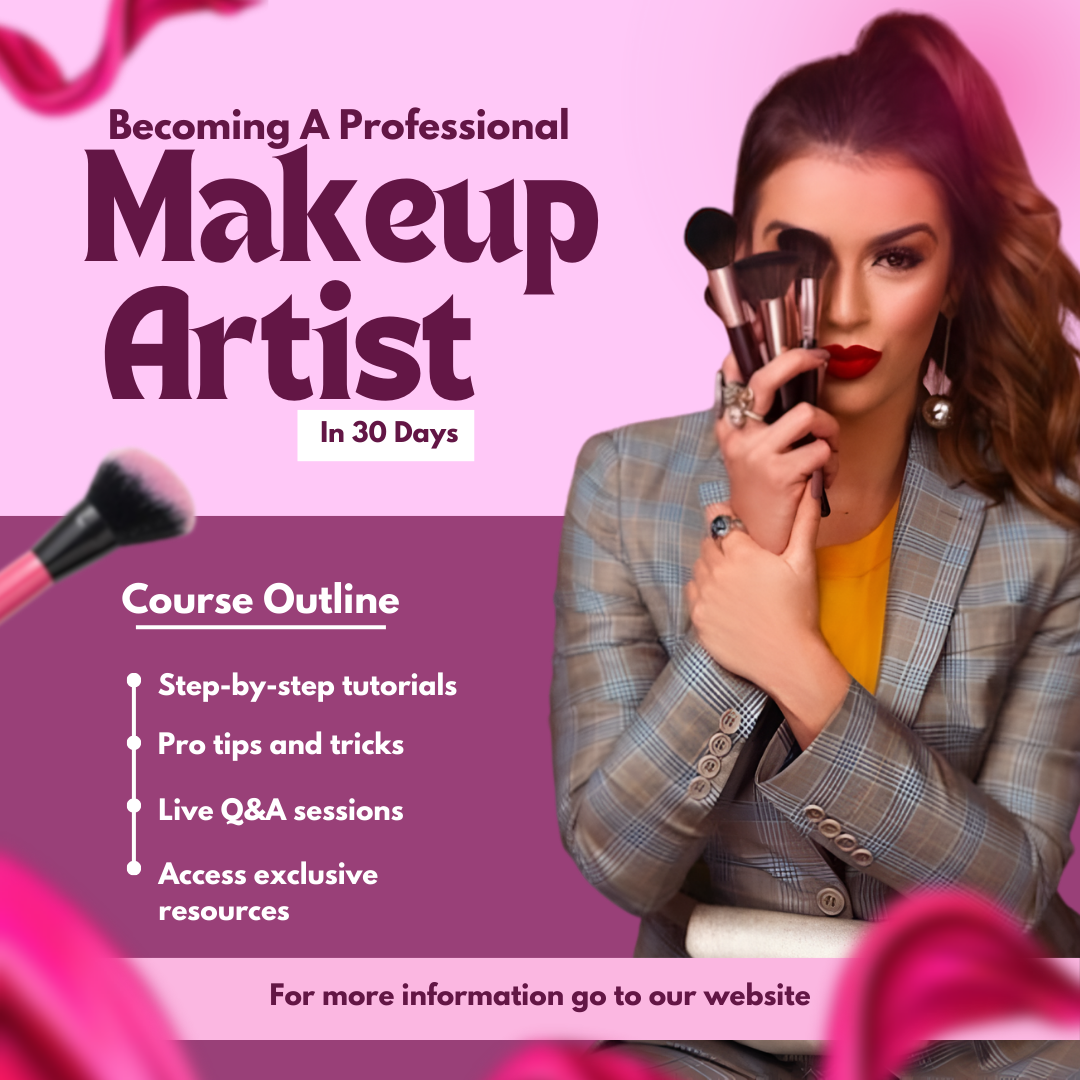 Becoming A Professional
Makeup
Artist
In 30 Days
Course Outline
Step-by-step tutorials
Pro tips and tricks
Live Q&A sessions
Access exclusive
resources
For more information go to our website